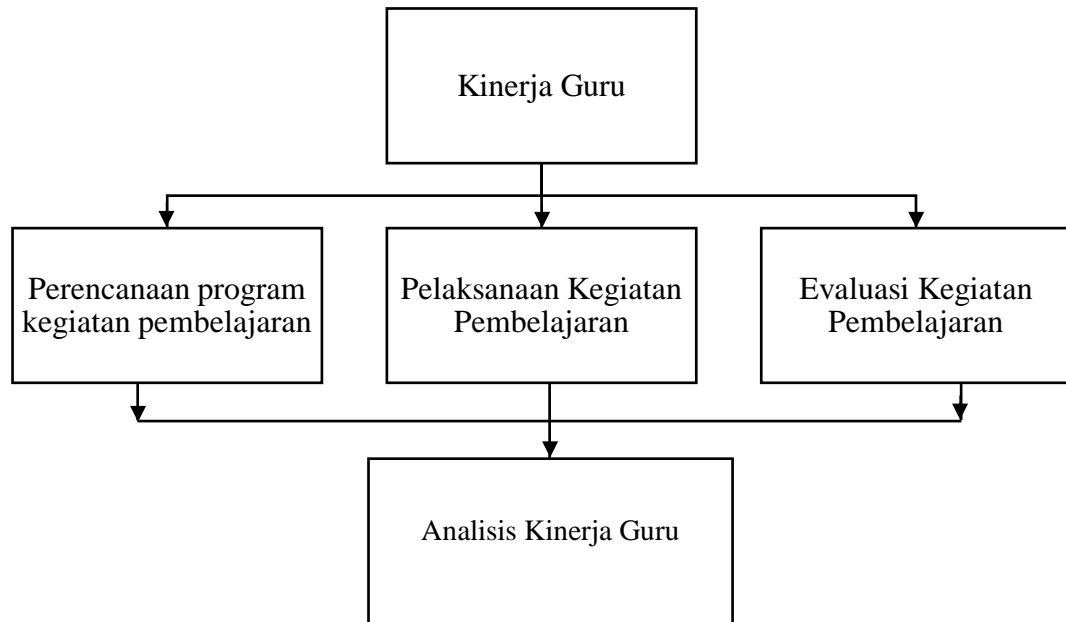 Kinerja Guru
Perencanaan program
kegiatan pembelajaran
Pelaksanaan Kegiatan
Pembelajaran
Evaluasi Kegiatan
Pembelajaran
Analisis Kinerja Guru